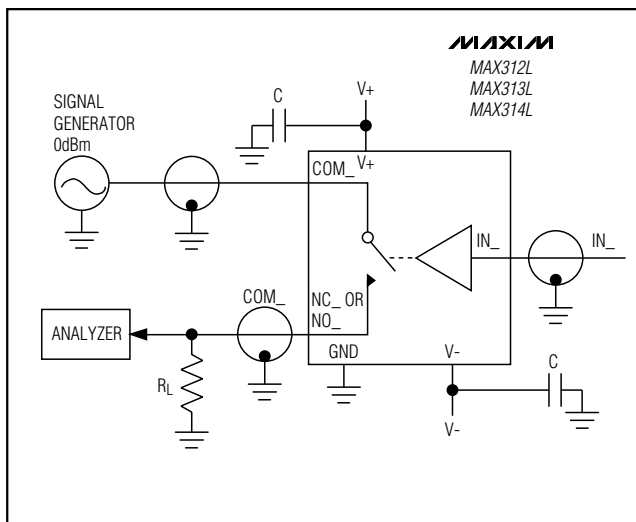 MAXIM
MAX312L
MAX313L
MAX314L
SIGNAL
GENERATOR
0dBm
C
V+
V+
COM_
IN_
IN_
COM_
NC_ OR
NO_
ANALYZER
GND
V-
C
RL
V-